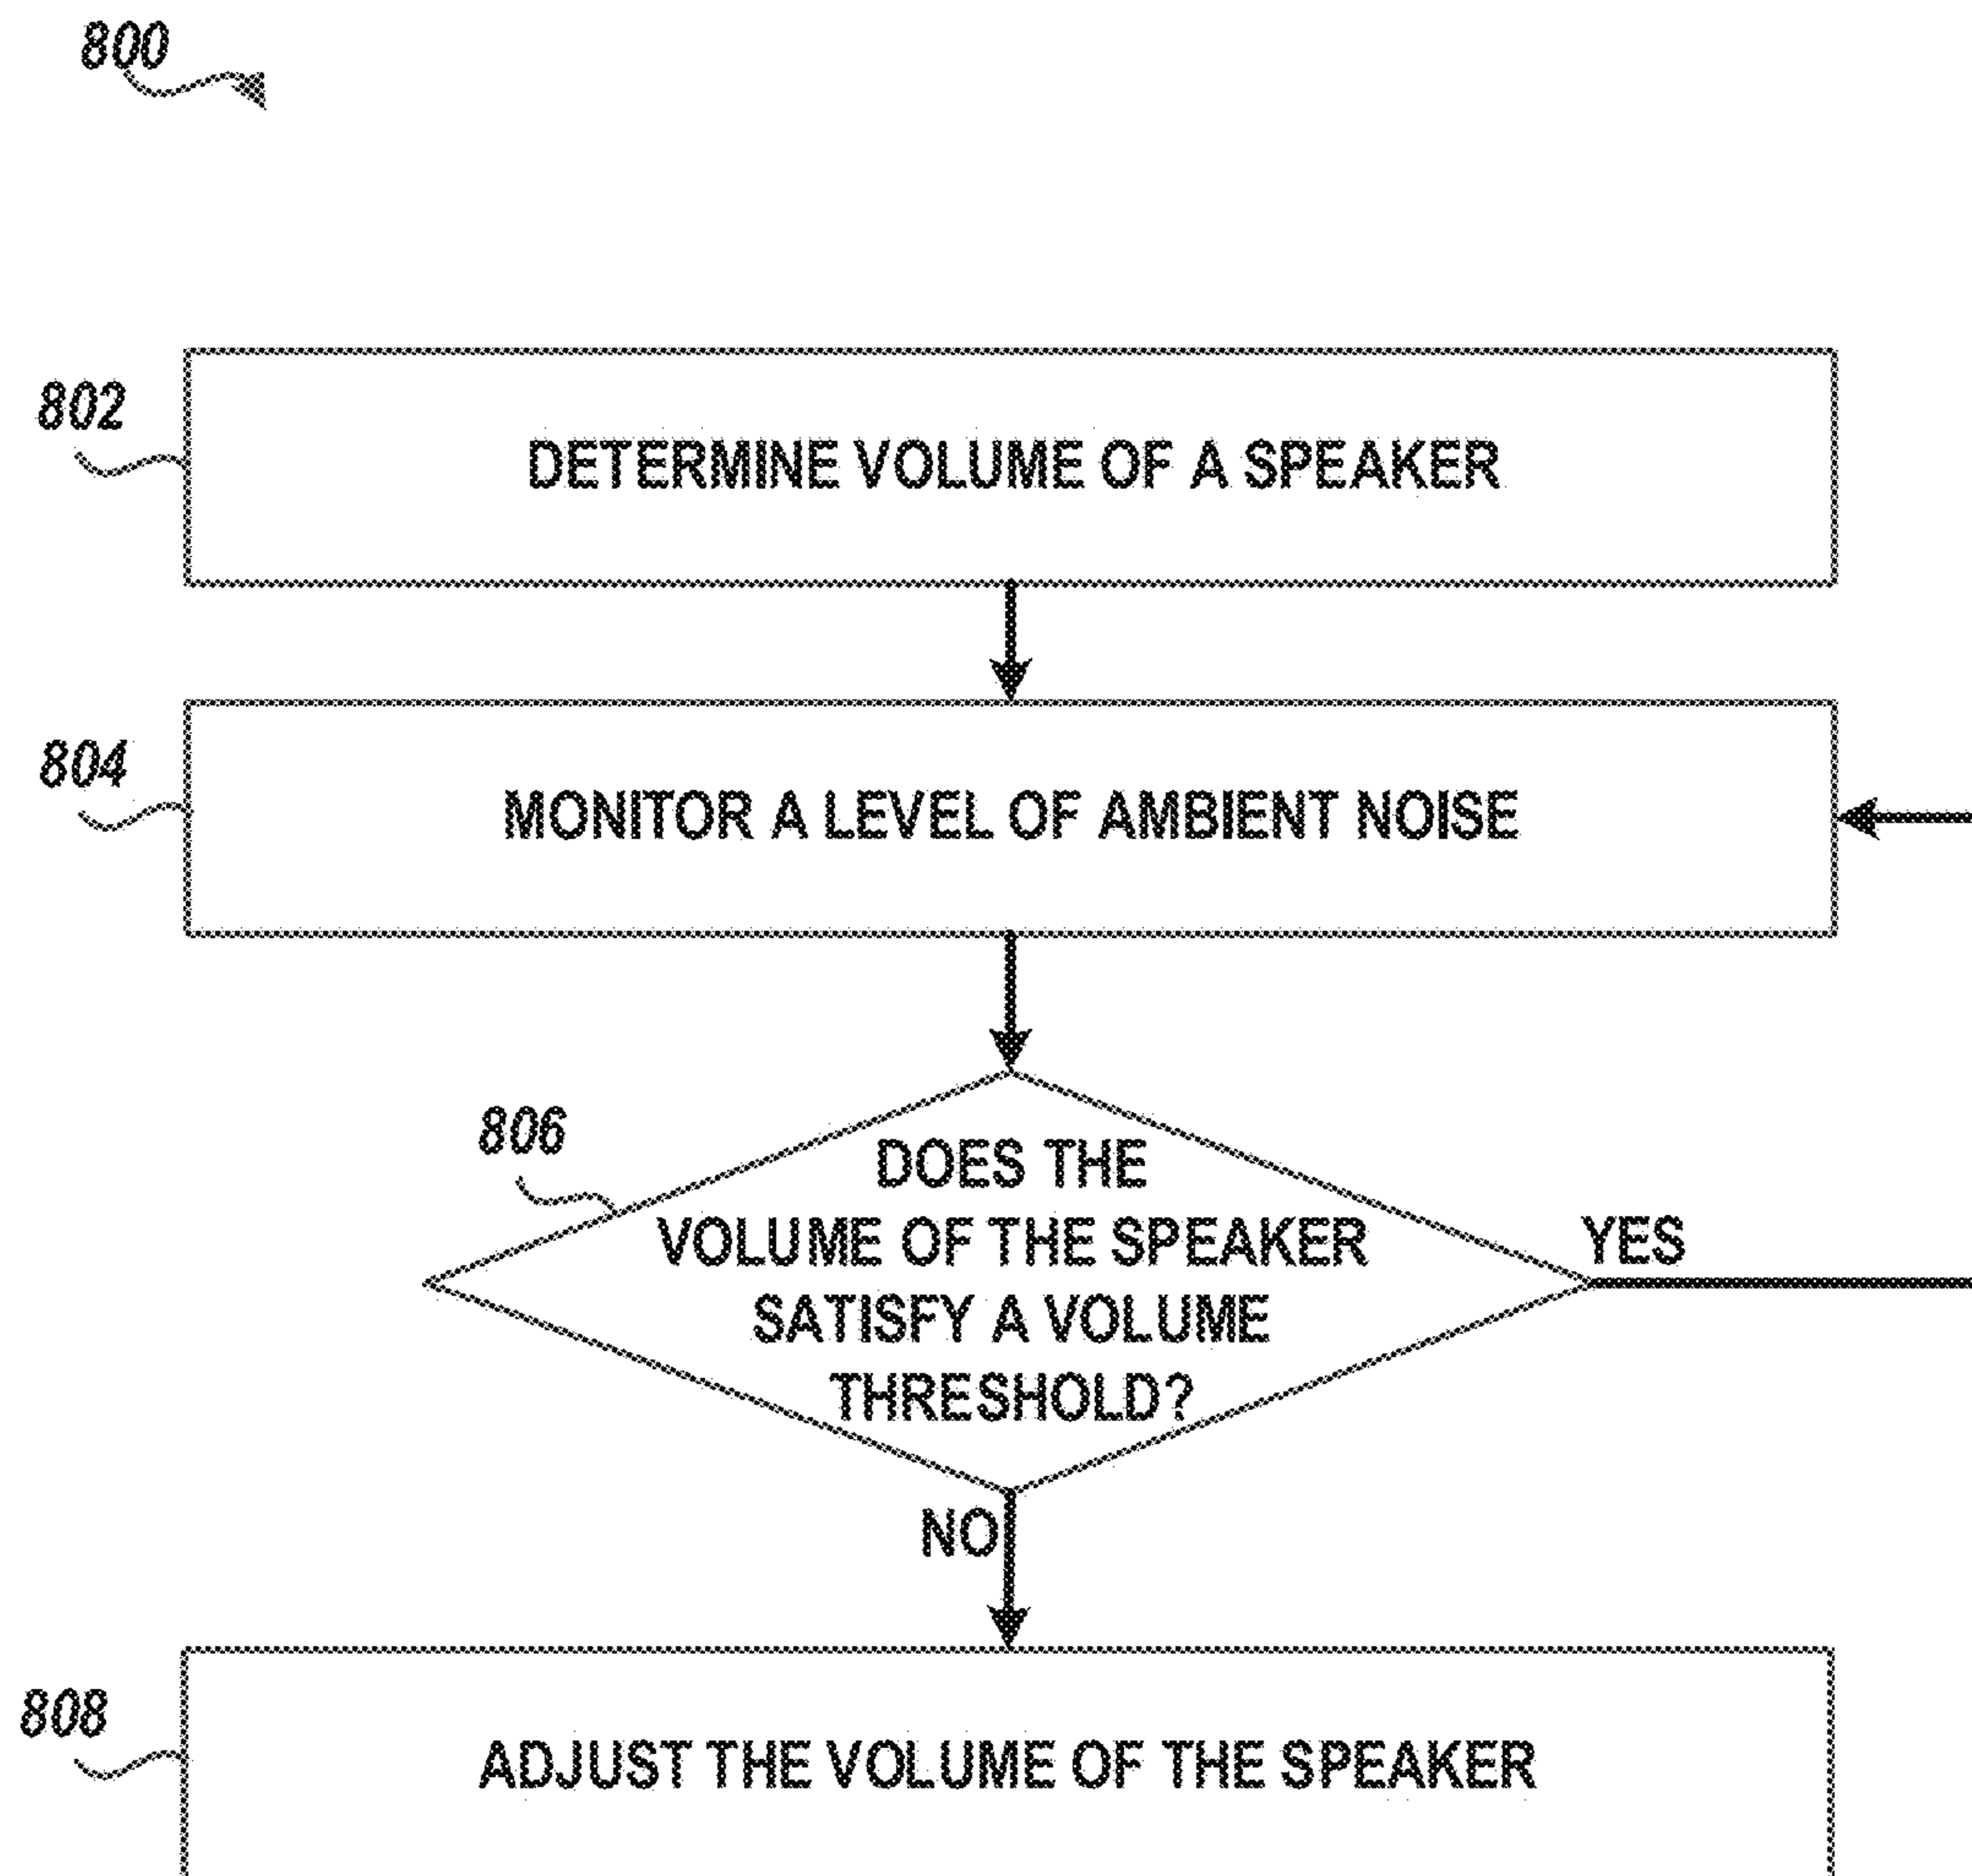 800
802
DETERMINE VOLUME OF A SPEAKER
804
MONITOR A LEVEL OF AMBIENT NOISE
806
DOES THE
VOLUME OF THE SPEAKER
SATISFY A VOLUME
THRESHOLD?
YES
NO
808
ADJUST THE VOLUME OF THE SPEAKER